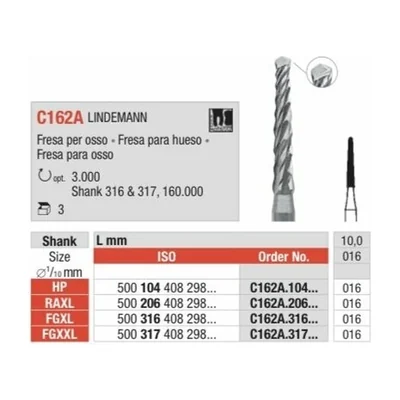 C162A LINDEMANN
Fresa per osso • Fresa para hueso •
Fresa para osso
opt. 3.000
Shank 316 & 317, 160.000
3
Shank L mm 10,0
Size ISO Order No. 016
⌀1/10 mm
HP 500 104 408 298... C162A.104... 016
RAXL 500 206 408 298... C162A.206... 016
FGXL 500 316 408 298... C162A.316... 016
FGXXL 500 317 408 298... C162A.317... 016